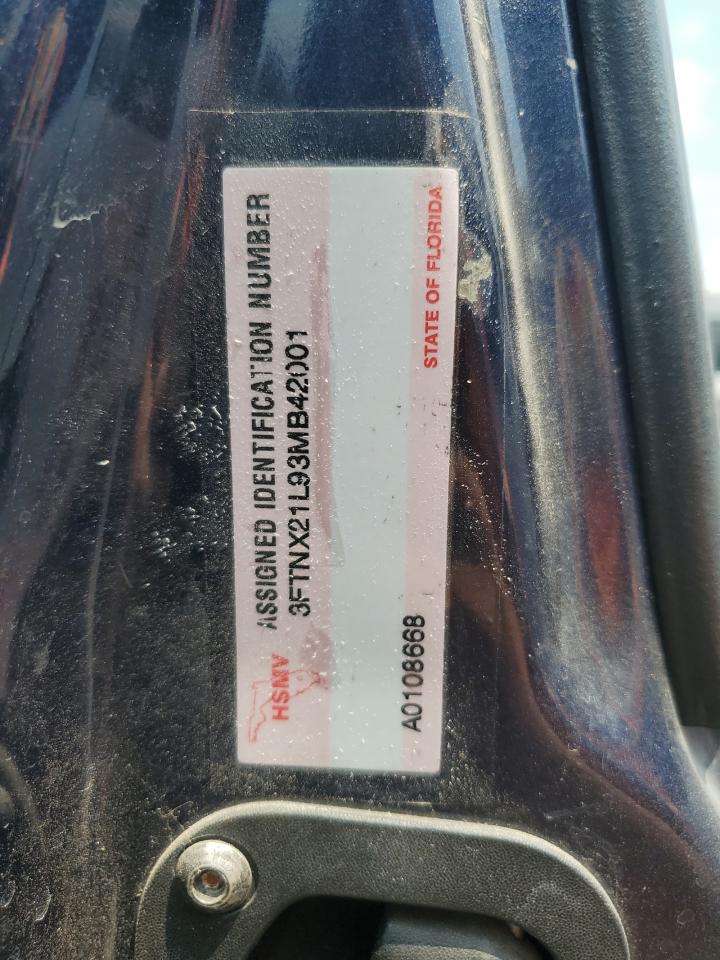 ASSIGNED IDENTIFICATION NUMBER
3FTNX21L93MB42001
HSMV
A0108668
STATE OF FLORIDA